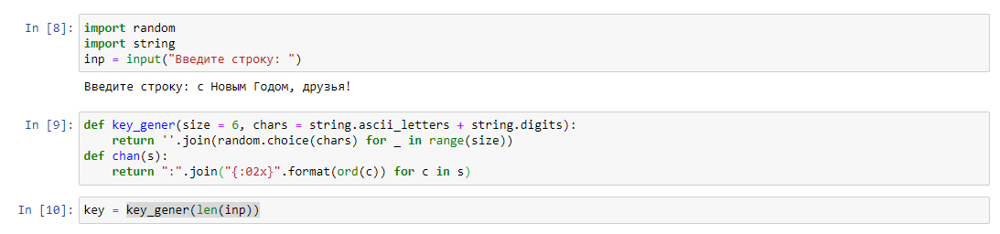 In [8]: import random
import string
inp = input("Введите строку: ")
Введите строку: с Новым Годом, друзья!
In [9]: def key_gener(size = 6, chars = string.ascii_letters + string.digits):
    return ''.join(random.choice(chars) for _ in range(size))
def chan(s):
    return ":".join("{:02x}".format(ord(c)) for c in s)
In [10]: key = key_gener(len(inp))